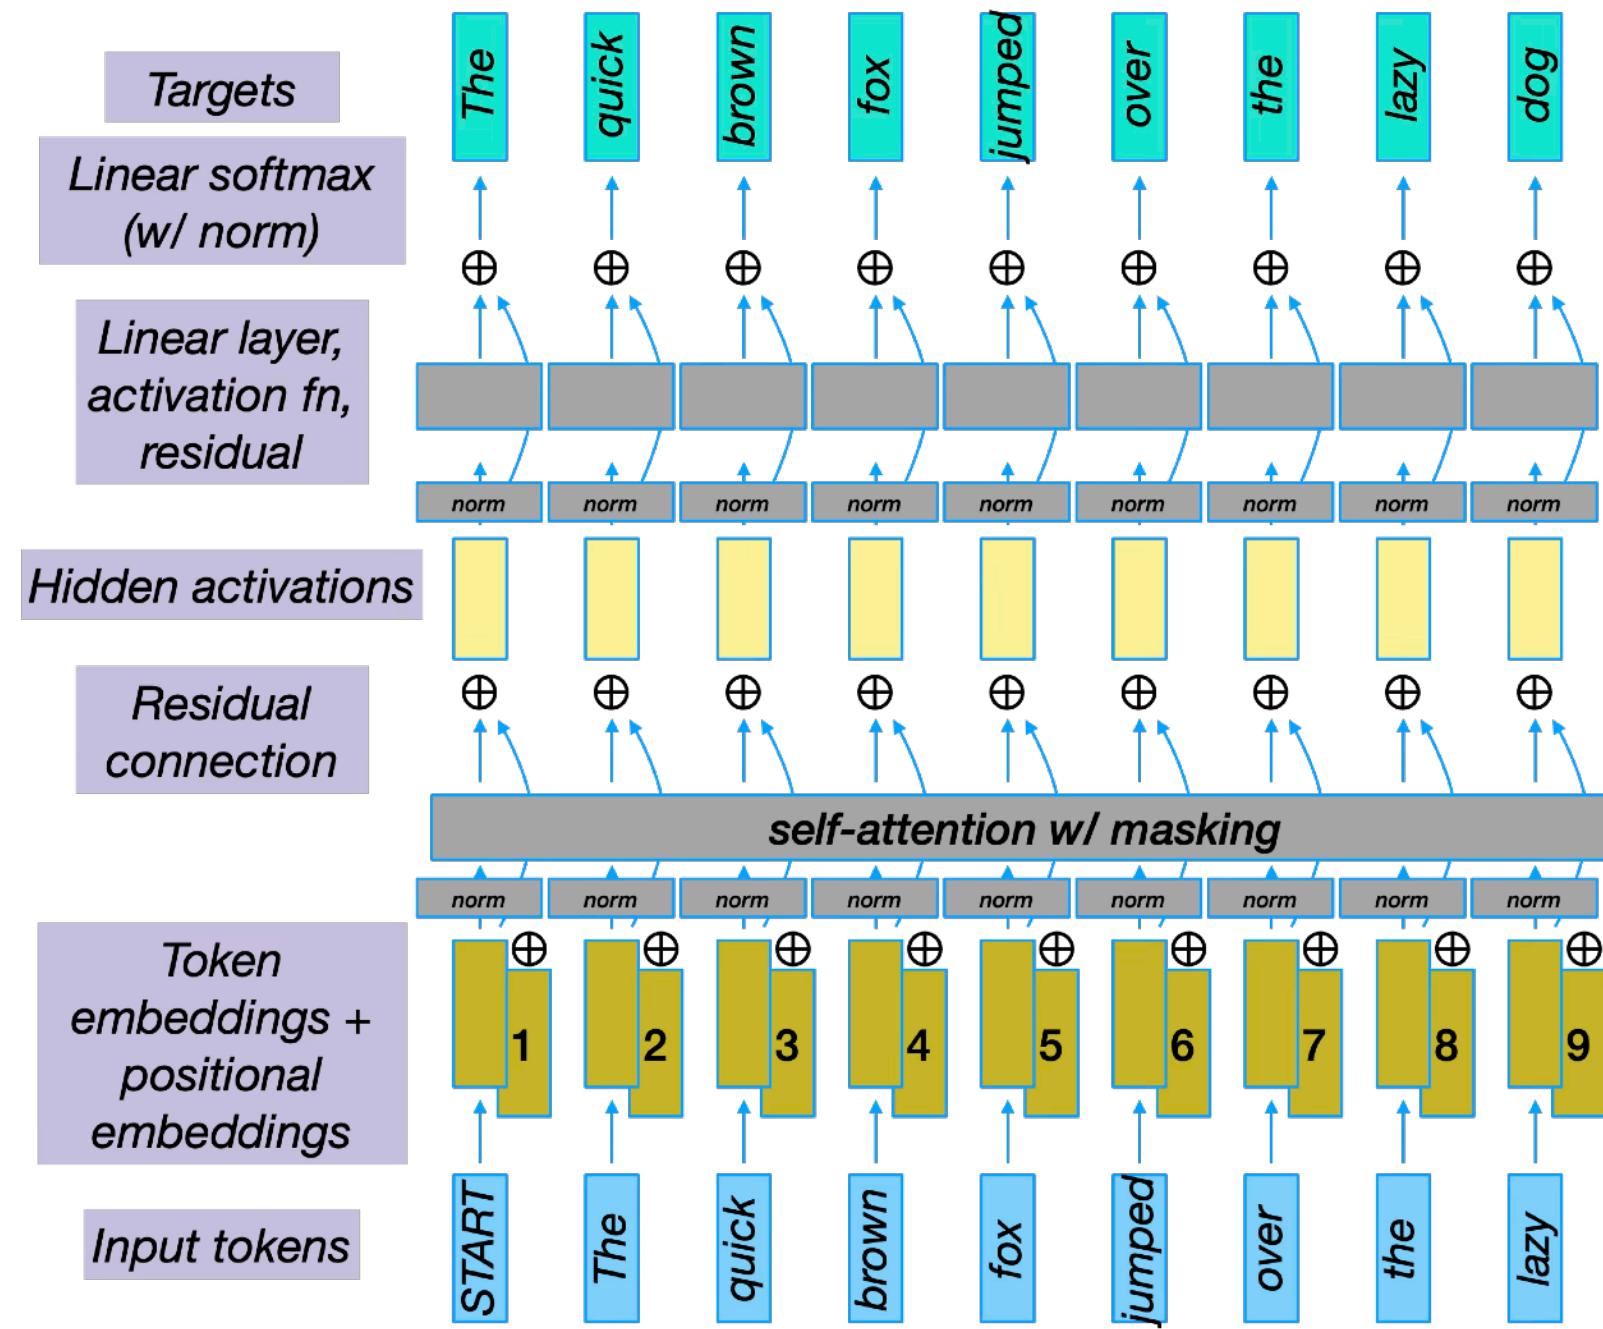 Targets
The quick brown fox jumped over the lazy dog
Linear softmax
(w/ norm)
Linear layer,
activation fn,
residual
norm norm norm norm norm norm norm norm norm
Hidden activations
Residual
connection
self-attention w/ masking
norm norm norm norm norm norm norm norm norm
Token
embeddings +
positional
embeddings
1 2 3 4 5 6 7 8 9
Input tokens
START The quick brown fox jumped over the lazy